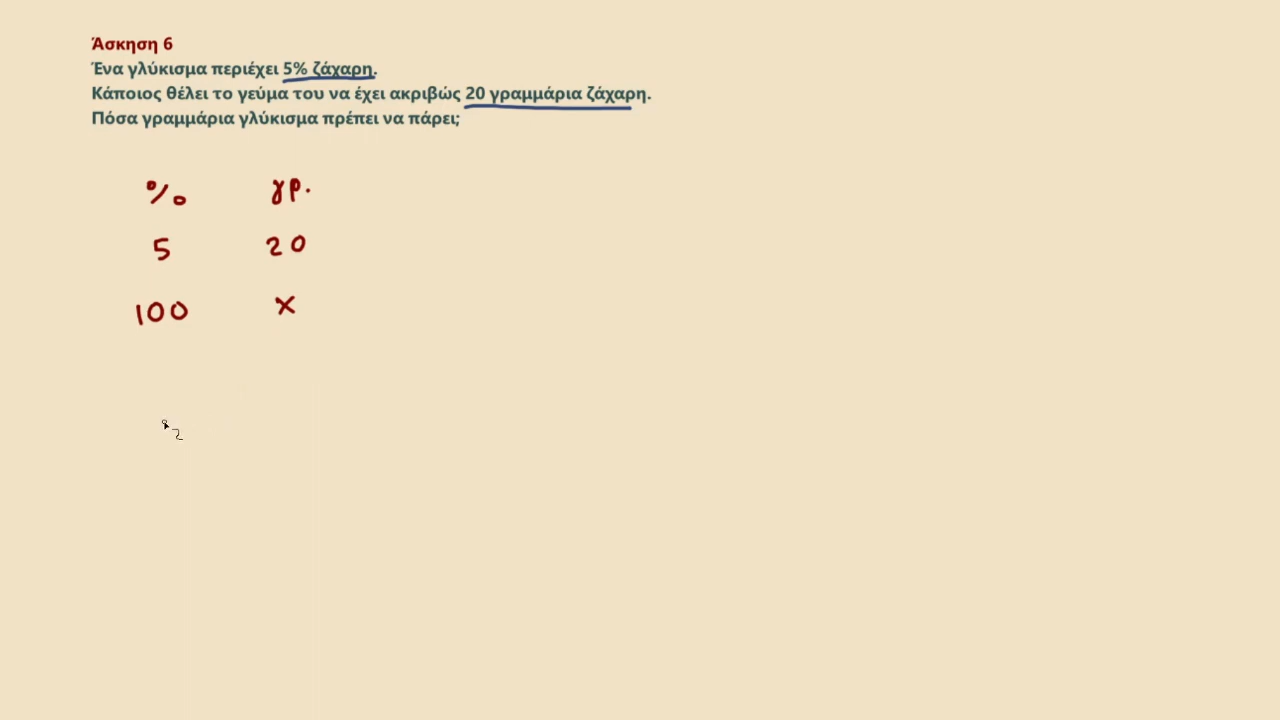 Άσκηση 6
Ένα γλύκισμα περιέχει 5% ζάχαρη.
Κάποιος θέλει το γεύμα του να έχει ακριβώς 20 γραμμάρια ζάχαρη.
Πόσα γραμμάρια γλύκισμα πρέπει να πάρει;
% γρ.
5 20
100 x